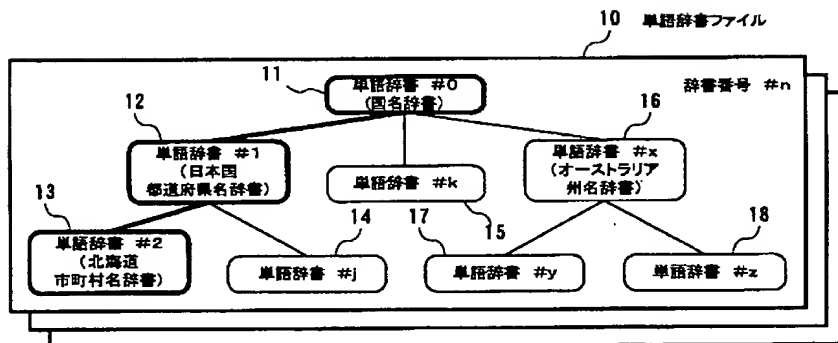 10 単語辞書ファイル
11
単語辞書 #0
(国名辞書)
辞書番号 #n
12
16
単語辞書 #1
(日本国
都道府県名辞書)
単語辞書 #k
単語辞書 #x
(オーストラリア
州名辞書)
13
14
15
17
18
単語辞書 #2
(北海道
市町村名辞書)
単語辞書 #j
単語辞書 #y
単語辞書 #z